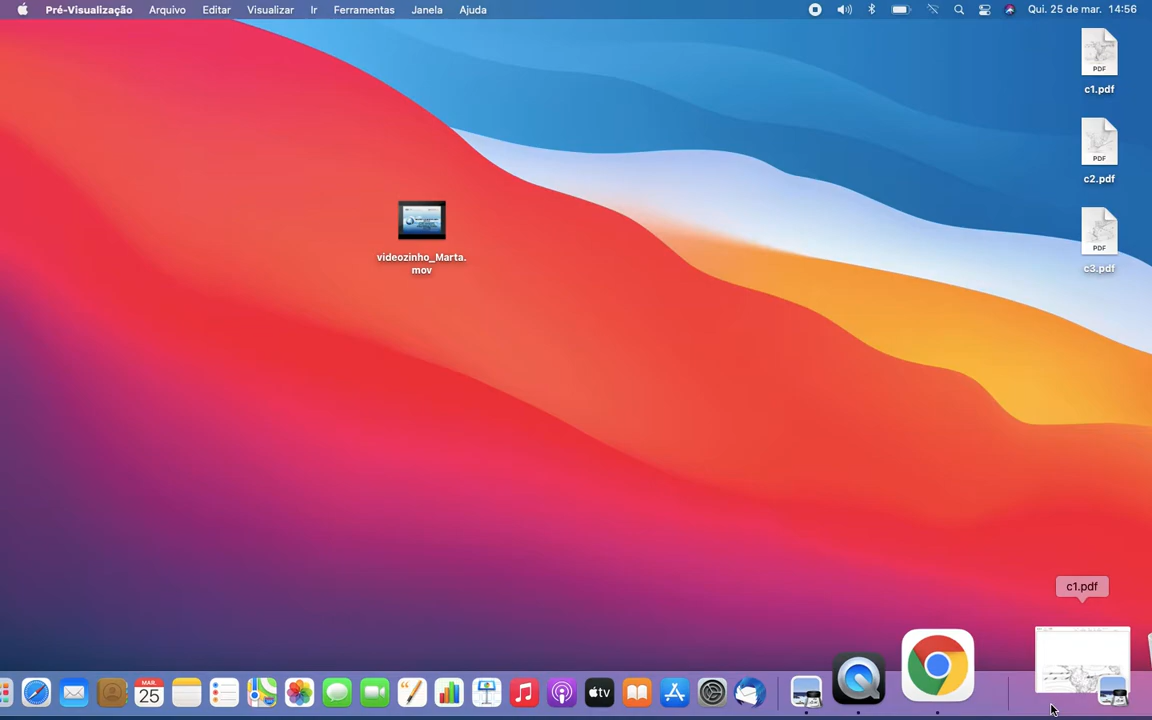 Pré-Visualização Arquivo Editar Visualizar Ir Ferramentas Janela Ajuda Qui. 25 de mar. 14:56
PDF
c1.pdf
PDF
c2.pdf
PDF
c3.pdf
videozinho_Marta.
mov
c1.pdf
MAR.
25
tv